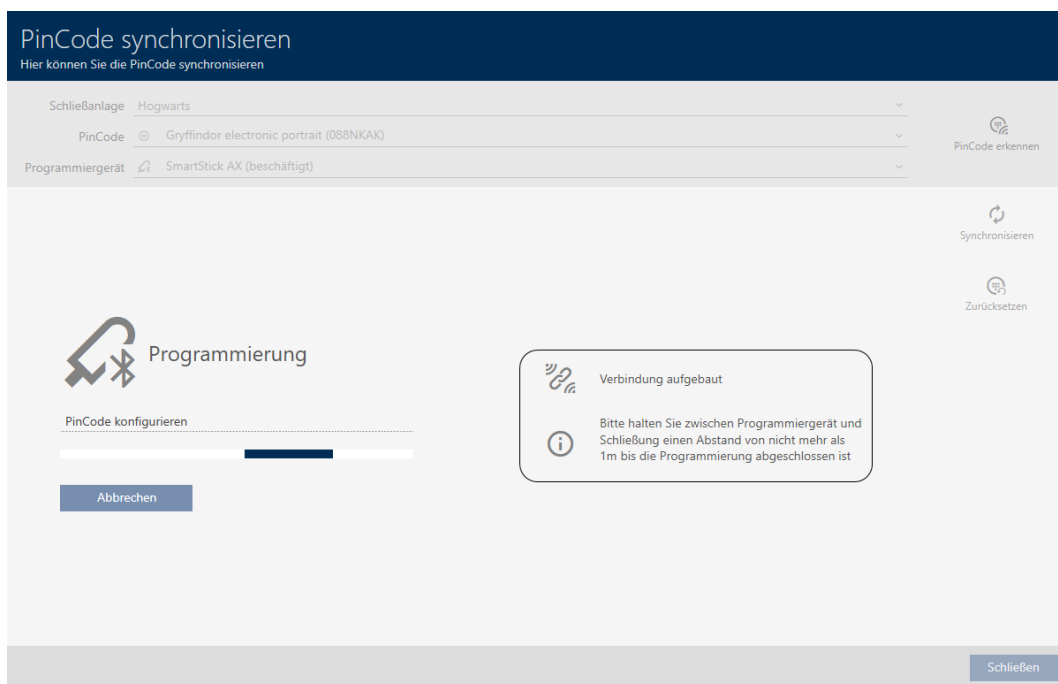 PinCode synchronisieren
Hier können Sie die PinCode synchronisieren
Schließanlage Hogwarts
PinCode Gryffindor electronic portrait (088NKAK)
PinCode erkennen
Programmiergerät SmartStick AX (beschäftigt)
Synchronisieren
Zurücksetzen
Programmierung
PinCode konfigurieren
Abbrechen
Verbindung aufgebaut
Bitte halten Sie zwischen Programmiergerät und
Schließung einen Abstand von nicht mehr als
1m bis die Programmierung abgeschlossen ist
Schließen